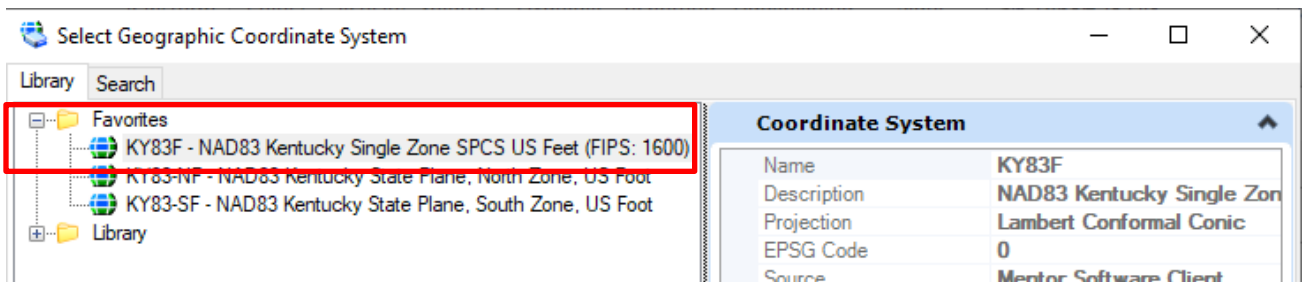 Select Geographic Coordinate System
Library Search
Favorites
KY83F - NAD83 Kentucky Single Zone SPCS US Feet (FIPS: 1600)
KY83-NF - NAD83 Kentucky State Plane, North Zone, US Foot
KY83-SF - NAD83 Kentucky State Plane, South Zone, US Foot
Library
Coordinate System
Name KY83F
Description NAD83 Kentucky Single Zon
Projection Lambert Conformal Conic
EPSG Code 0
Source Mentor Software Client